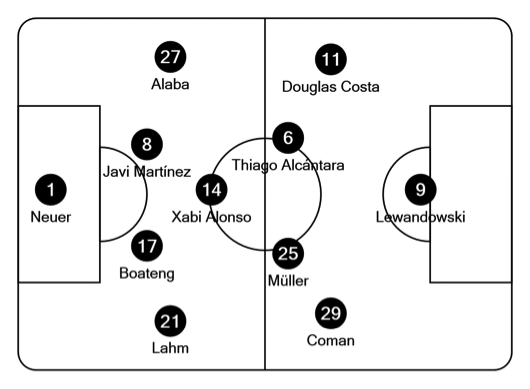 27
Alaba
11
Douglas Costa
8
Javi Martínez
6
Thiago Alcántara
1
Neuer
14
Xabi Alonso
9
Lewandowski
17
Boateng
25
Müller
21
Lahm
29
Coman